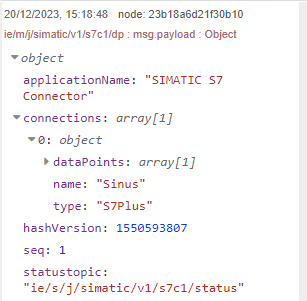 20/12/2023, 15:18:48 node: 23b18a6d21f30b10
ie/m/j/simatic/v1/s7c1/dp : msg.payload : Object
object
applicationName: "SIMATIC S7
Connector"
connections: array[1]
0: object
dataPoints: array[1]
name: "Sinus"
type: "S7Plus"
hashVersion: 1550593807
seq: 1
statustopic:
"ie/s/j/simatic/v1/s7c1/status"